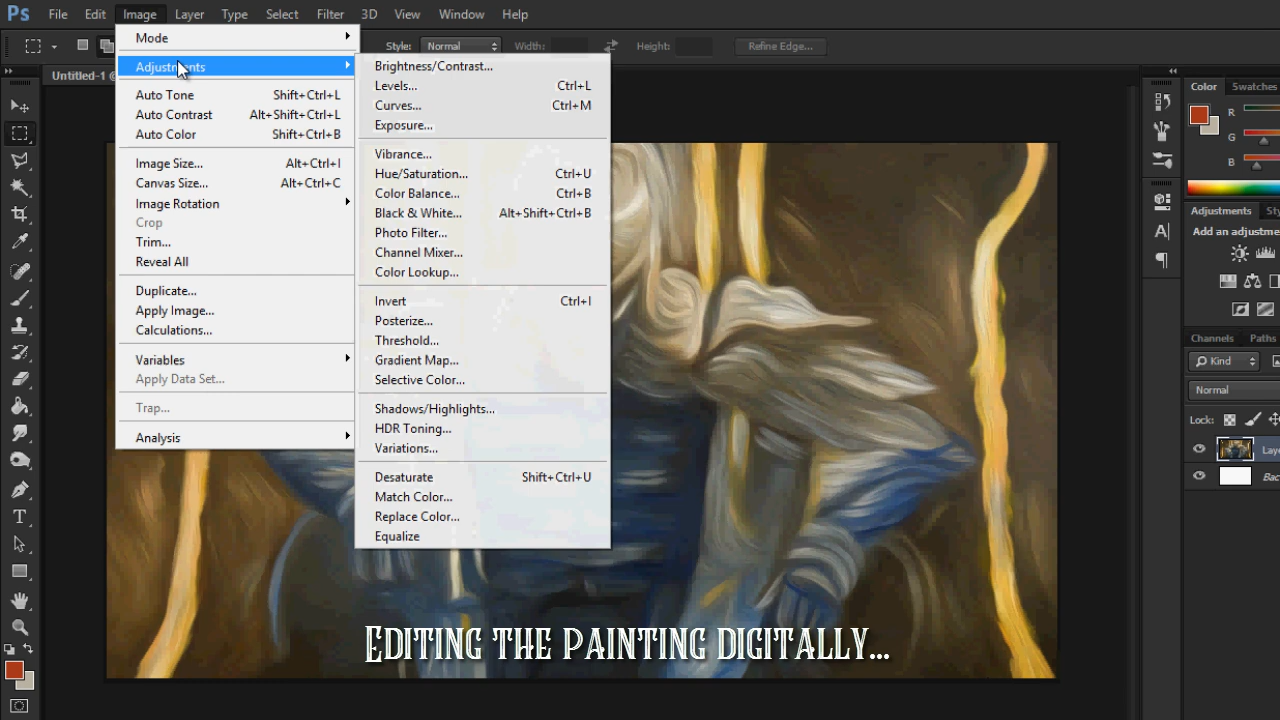 Ps File Edit Image Layer Type Select Filter 3D View Window Help
Style: Normal Width: Height: Refine Edge...
Untitled-1 @
Mode
Adjustments
Auto Tone Shift+Ctrl+L
Auto Contrast Alt+Shift+Ctrl+L
Auto Color Shift+Ctrl+B
Image Size... Alt+Ctrl+I
Canvas Size... Alt+Ctrl+C
Image Rotation
Crop
Trim...
Reveal All
Duplicate...
Apply Image...
Calculations...
Variables
Apply Data Set...
Trap...
Analysis
Brightness/Contrast...
Levels... Ctrl+L
Curves... Ctrl+M
Exposure...
Vibrance...
Hue/Saturation... Ctrl+U
Color Balance... Ctrl+B
Black & White... Alt+Shift+Ctrl+B
Photo Filter...
Channel Mixer...
Color Lookup...
Invert Ctrl+I
Posterize...
Threshold...
Gradient Map...
Selective Color...
Shadows/Highlights...
HDR Toning...
Variations...
Desaturate Shift+Ctrl+U
Match Color...
Replace Color...
Equalize
Color Swatches
R
G
B
Adjustments
Add an adjustme
Channels Paths
Kind
Normal
Lock:
Editing the painting digitally...